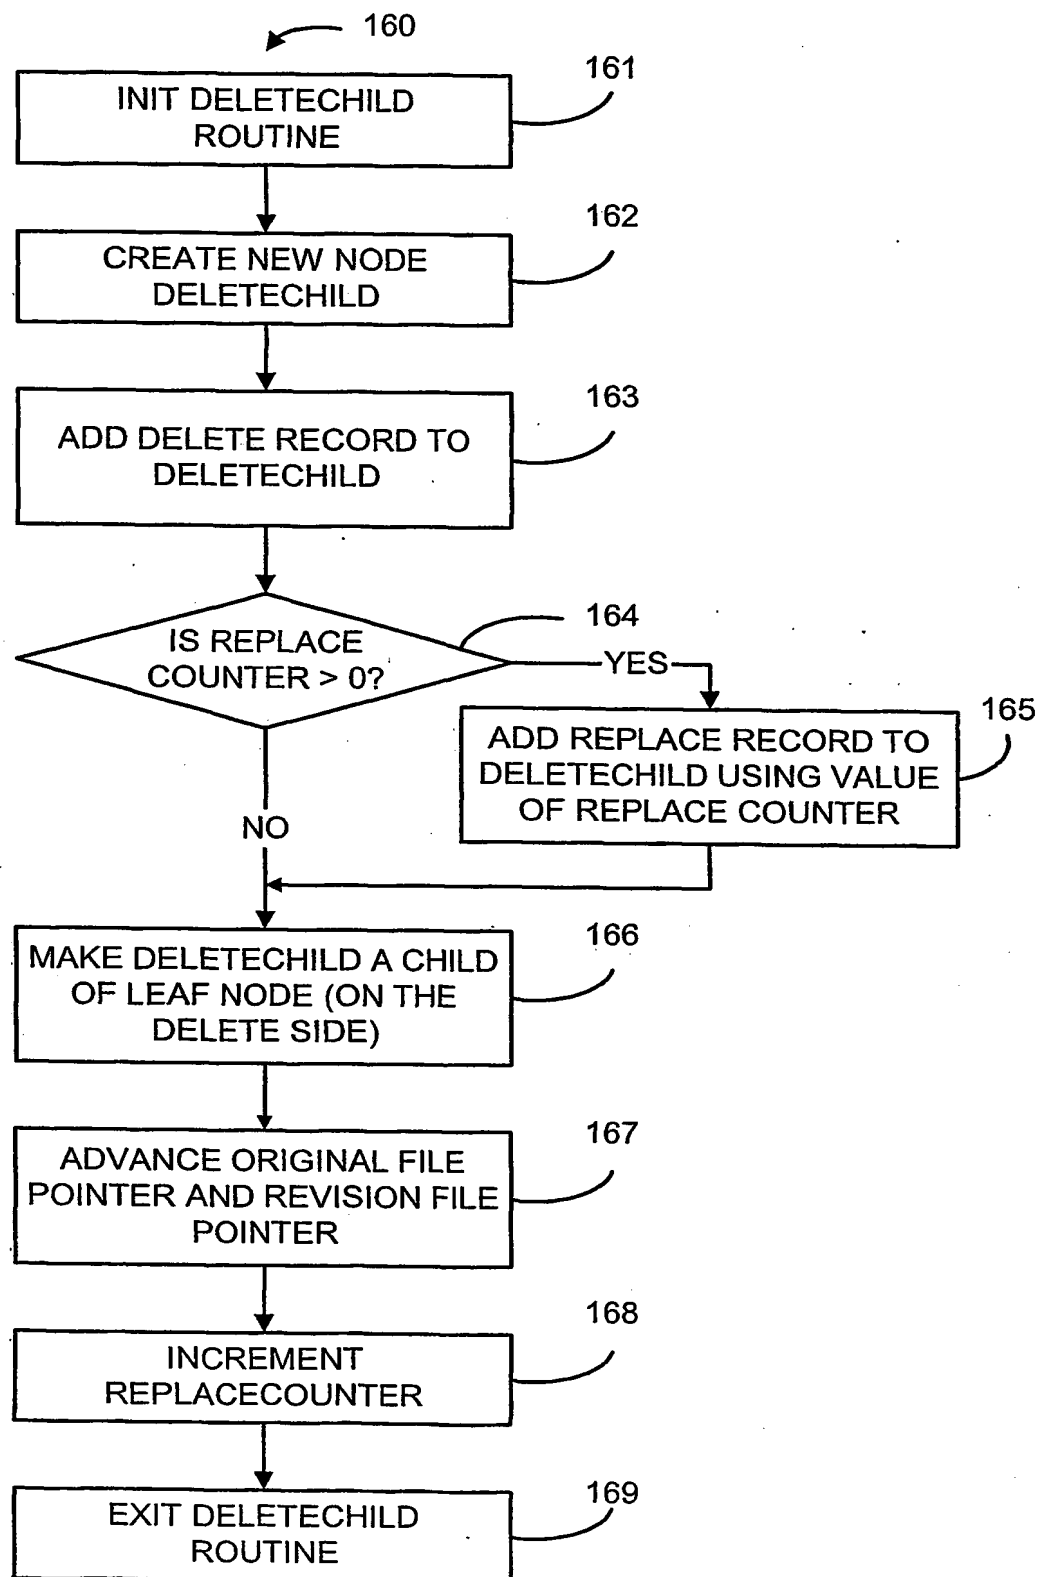 160
INIT DELETECHILD
ROUTINE
161
CREATE NEW NODE
DELETECHILD
162
ADD DELETE RECORD TO
DELETECHILD
163
IS REPLACE
COUNTER > 0?
164
YES
ADD REPLACE RECORD TO
DELETECHILD USING VALUE
OF REPLACE COUNTER
165
NO
MAKE DELETECHILD A CHILD
OF LEAF NODE (ON THE
DELETE SIDE)
166
ADVANCE ORIGINAL FILE
POINTER AND REVISION FILE
POINTER
167
INCREMENT
REPLACECOUNTER
168
EXIT DELETECHILD
ROUTINE
169